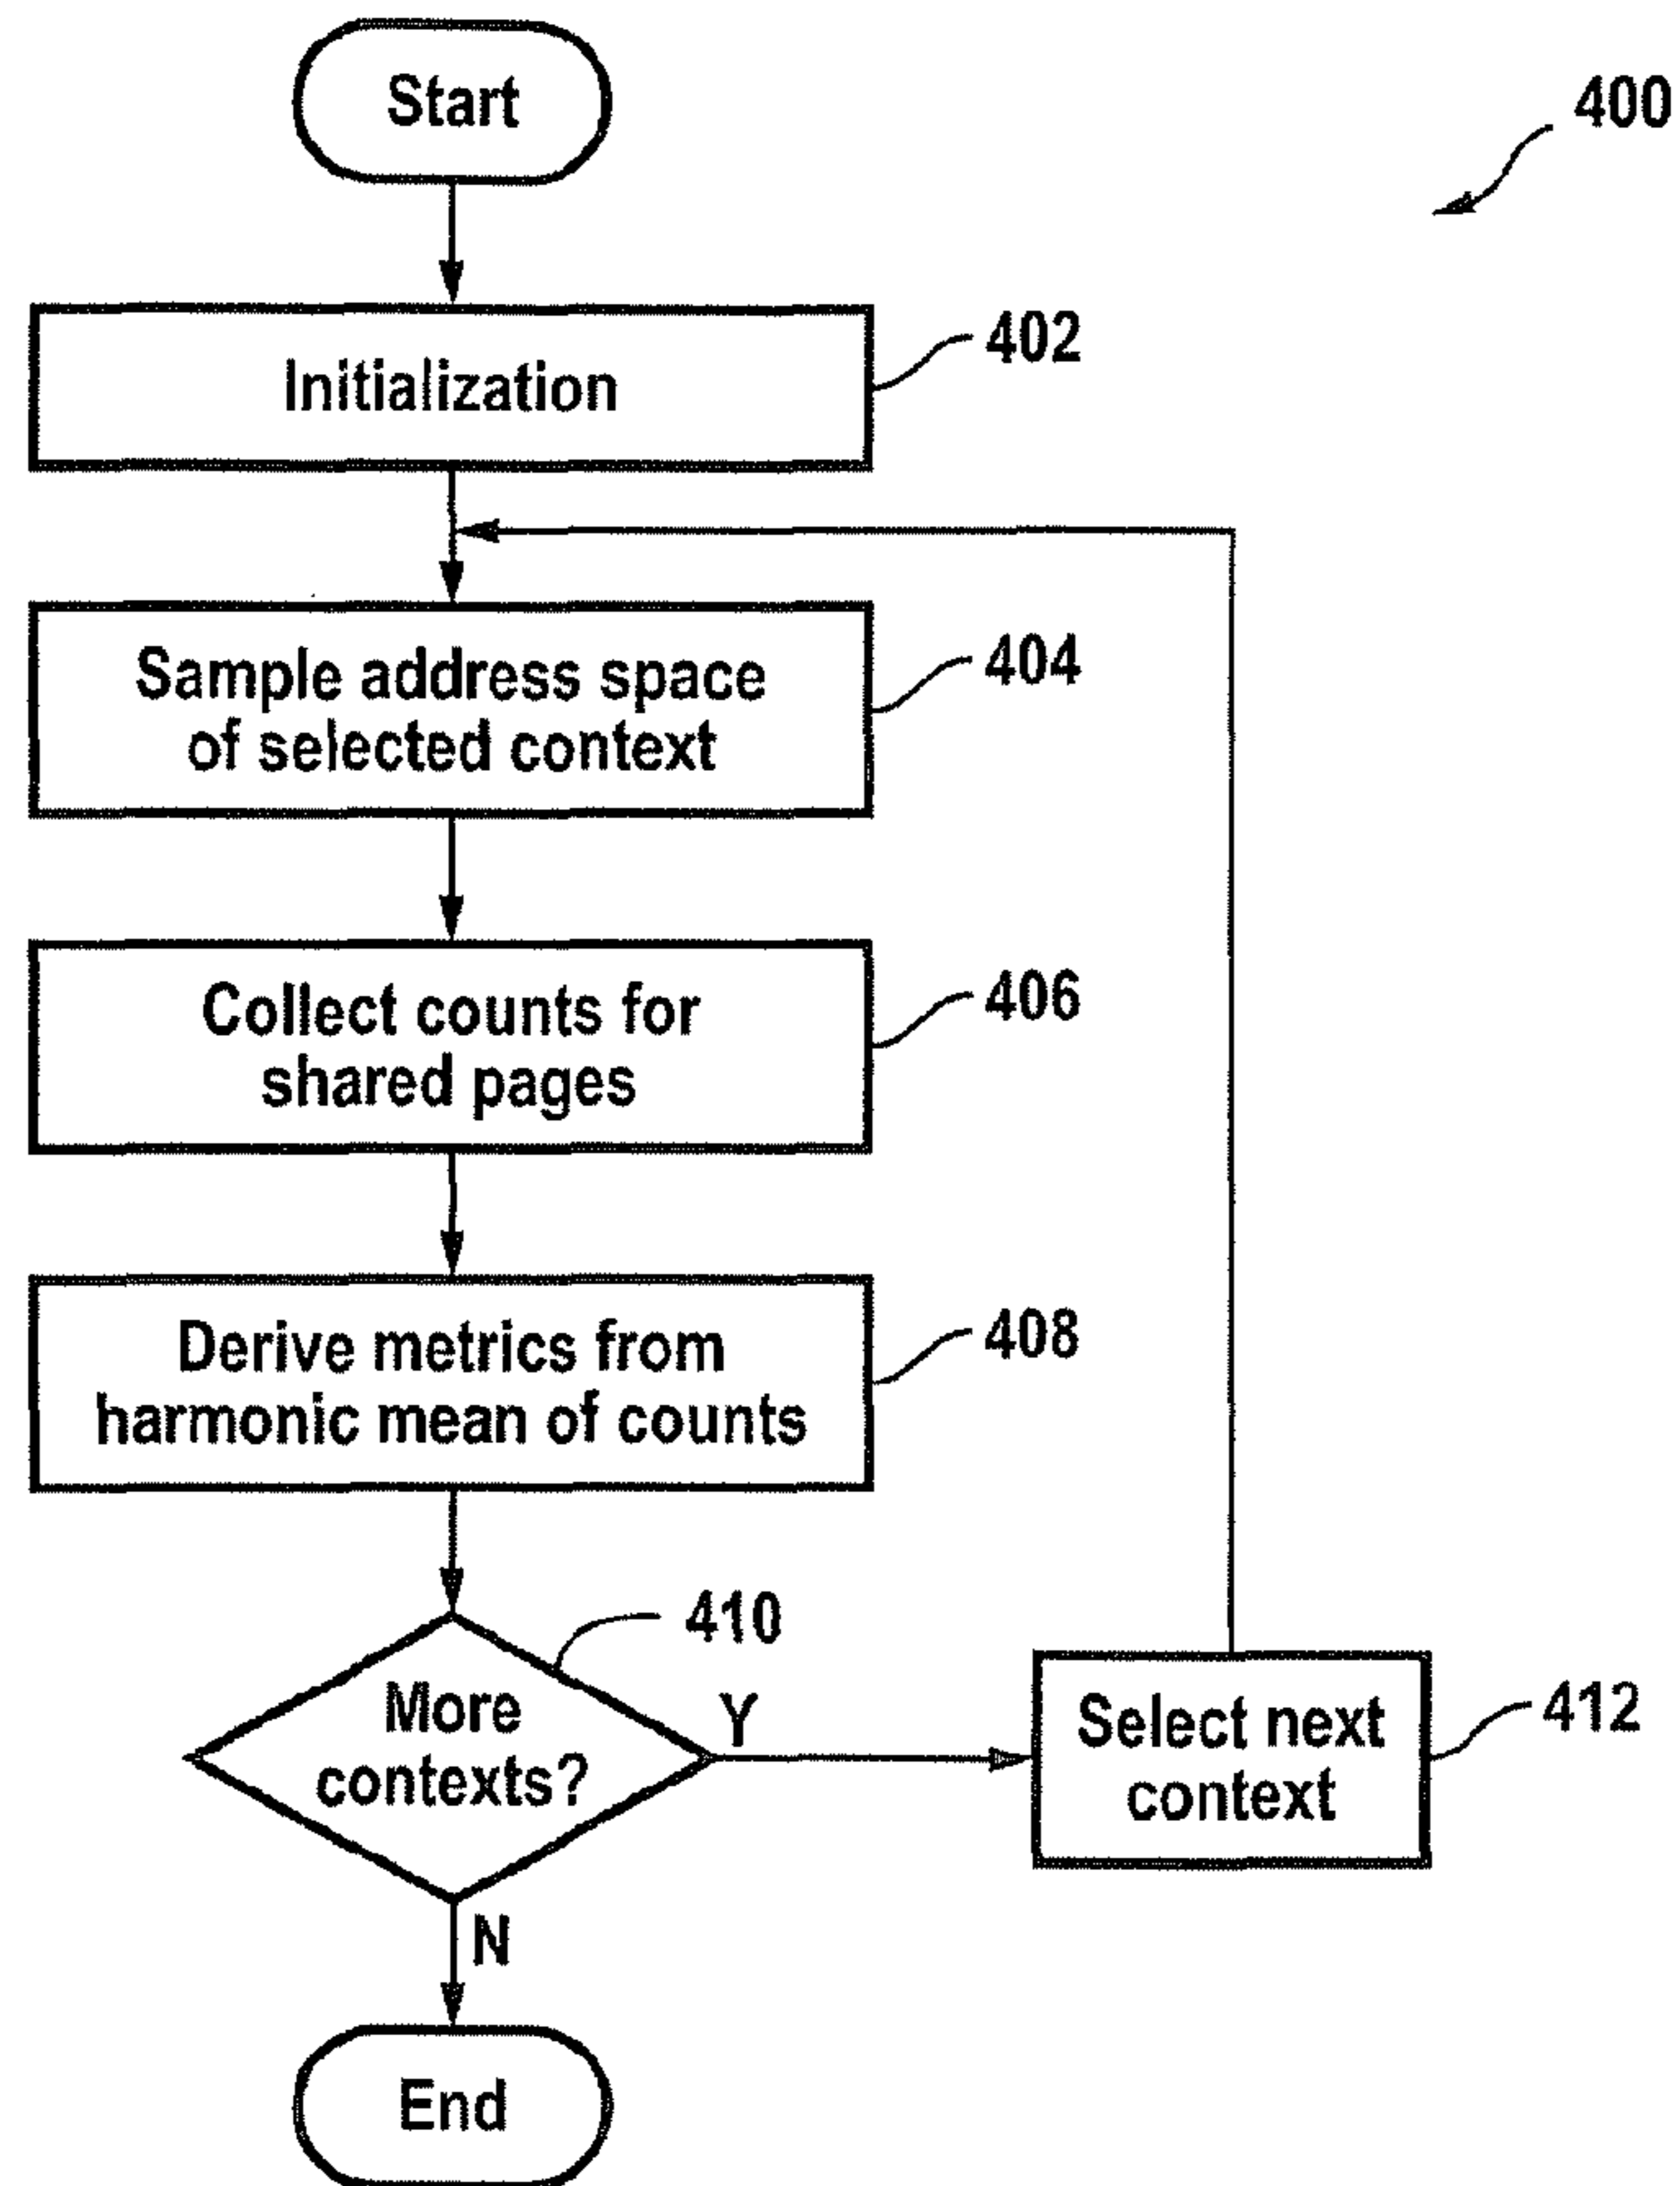 Start
400
Initialization
402
Sample address space
of selected context
404
Collect counts for
shared pages
406
Derive metrics from
harmonic mean of counts
408
410
More
contexts?
Y
Select next
context
412
N
End